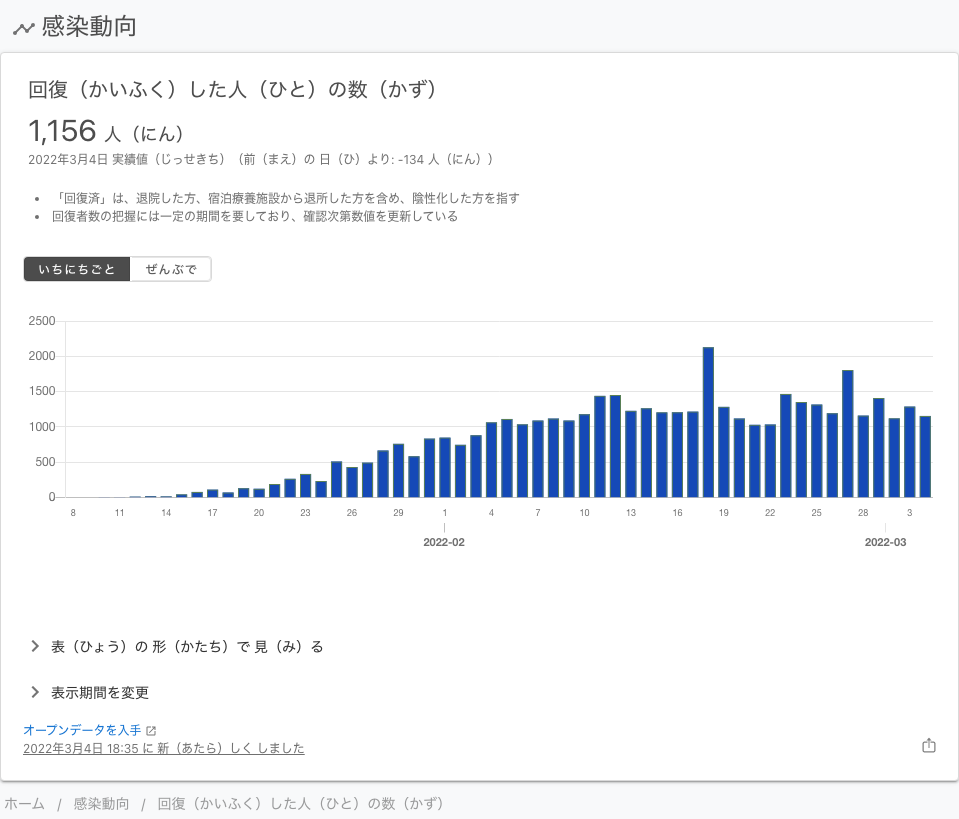 感染動向
回復（かいふく）した人（ひと）の数（かず）
1,156 人（にん）
2022年3月4日 実績値（じっせきち）（前（まえ）の 日（ひ）より: -134 人（にん））
• 「回復済」は、退院した方、宿泊療養施設から退所した方を含め、陰性化した方を指す
• 回復者数の把握には一定の期間を要しており、確認次第数値を更新している
いちにちごと ぜんぶで
2500
2000
1500
1000
500
0
8 11 14 17 20 23 26 29 1 4 7 10 13 16 19 22 25 28 3
2022-02 2022-03
表（ひょう）の 形（かたち）で 見（み）る
表示期間を変更
オープンデータを入手
2022年3月4日 18:35 に 新（あたら）しく しました
ホーム / 感染動向 / 回復（かいふく）した人（ひと）の数（かず）